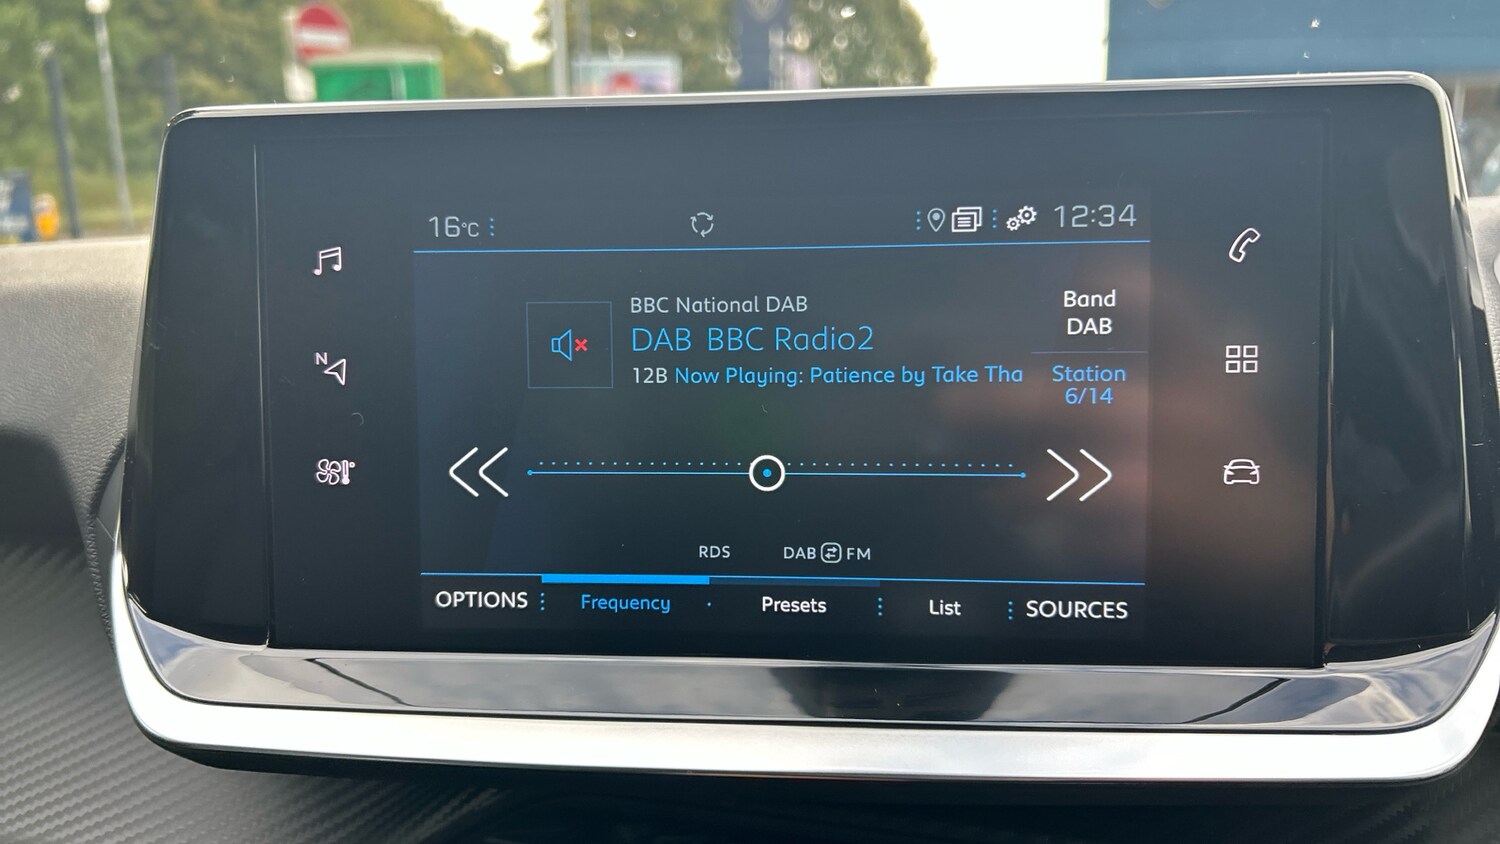 16°C
12:34
N
BBC National DAB
DAB BBC Radio2
12B Now Playing: Patience by Take Tha
Band
DAB
Station
6/14
RDS
DAB FM
OPTIONS
Frequency
Presets
List
SOURCES